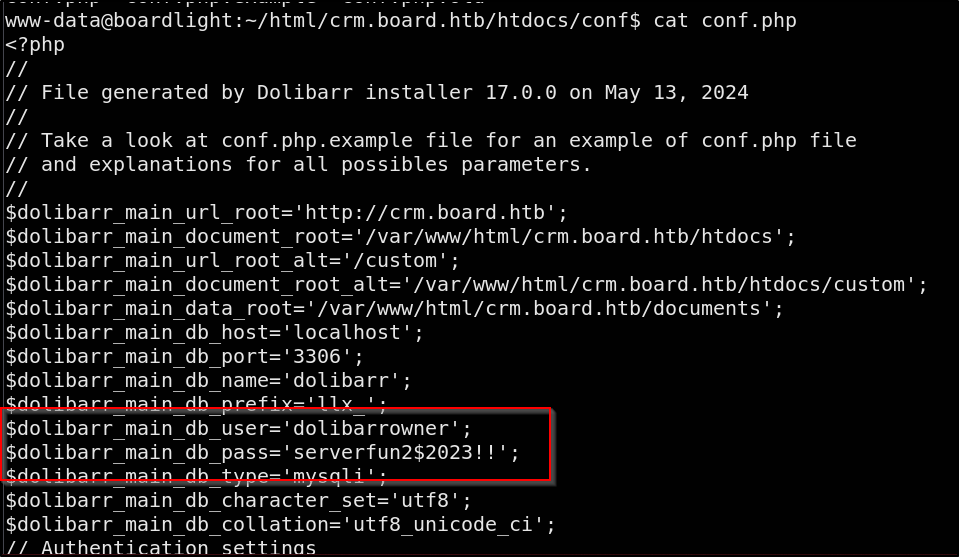 www-data@boardlight:~/html/crm.board.htb/htdocs/conf$ cat conf.php
<?php
//
// File generated by Dolibarr installer 17.0.0 on May 13, 2024
//
// Take a look at conf.php.example file for an example of conf.php file
// and explanations for all possibles parameters.
//
$dolibarr_main_url_root='http://crm.board.htb';
$dolibarr_main_document_root='/var/www/html/crm.board.htb/htdocs';
$dolibarr_main_url_root_alt='/custom';
$dolibarr_main_document_root_alt='/var/www/html/crm.board.htb/htdocs/custom';
$dolibarr_main_data_root='/var/www/html/crm.board.htb/documents';
$dolibarr_main_db_host='localhost';
$dolibarr_main_db_port='3306';
$dolibarr_main_db_name='dolibarr';
$dolibarr_main_db_prefix='llx_';
$dolibarr_main_db_user='dolibarrowner';
$dolibarr_main_db_pass='serverfun2$2023!!';
$dolibarr_main_db_type='mysqli';
$dolibarr_main_db_character_set='utf8';
$dolibarr_main_db_collation='utf8_unicode_ci';
// Authentication settings